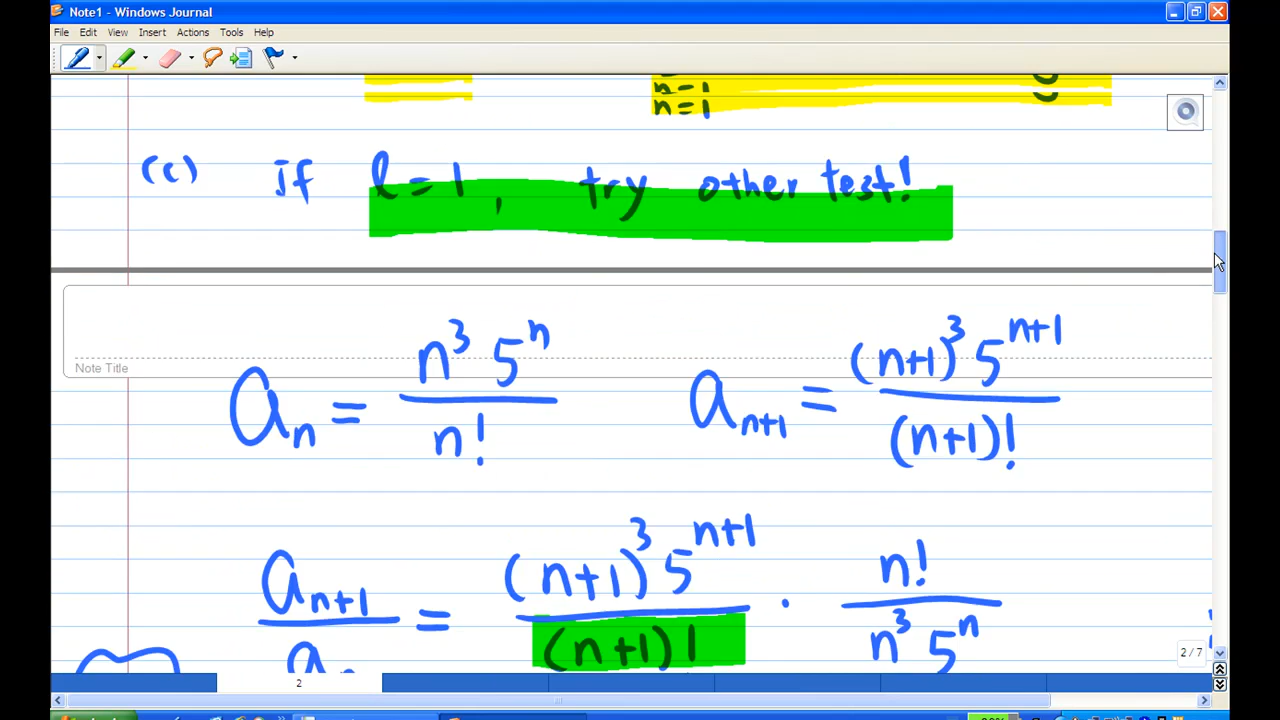 Note1 - Windows Journal
File Edit View Insert Actions Tools Help
n=1
n=1
(c) If l = 1, try other test!
Note Title
aₙ = n³ 5ⁿ / n! aₙ₊₁ = (n+1)³ 5ⁿ⁺¹ / (n+1)!
aₙ₊₁ / a = (n+1)³ 5ⁿ⁺¹ / (n+1)! · n! / n³ 5ⁿ
2 / 7
2